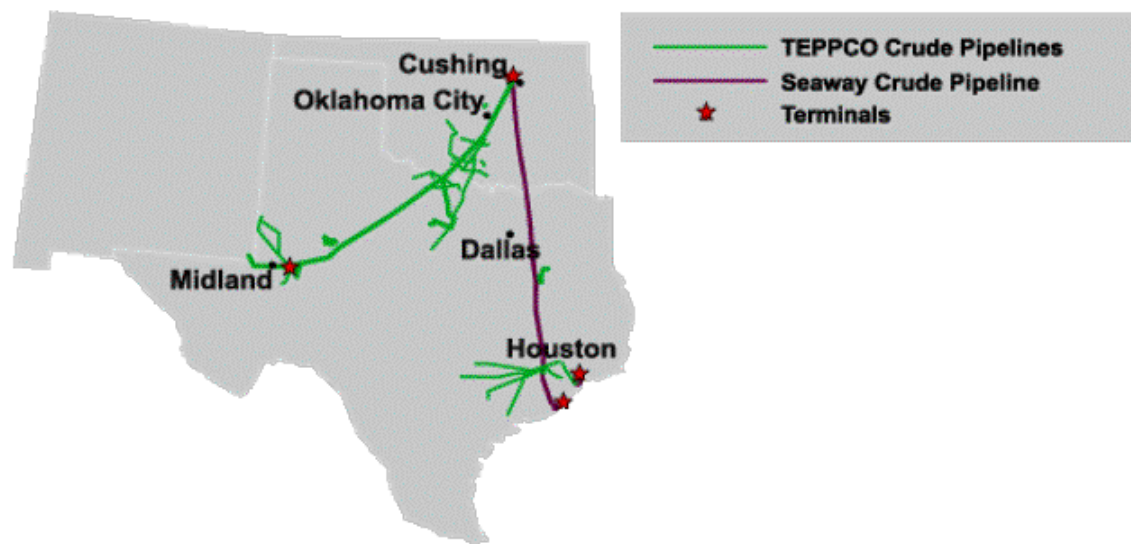 Cushing
Oklahoma City
Dallas
Midland
Houston
TEPPCO Crude Pipelines
Seaway Crude Pipeline
Terminals